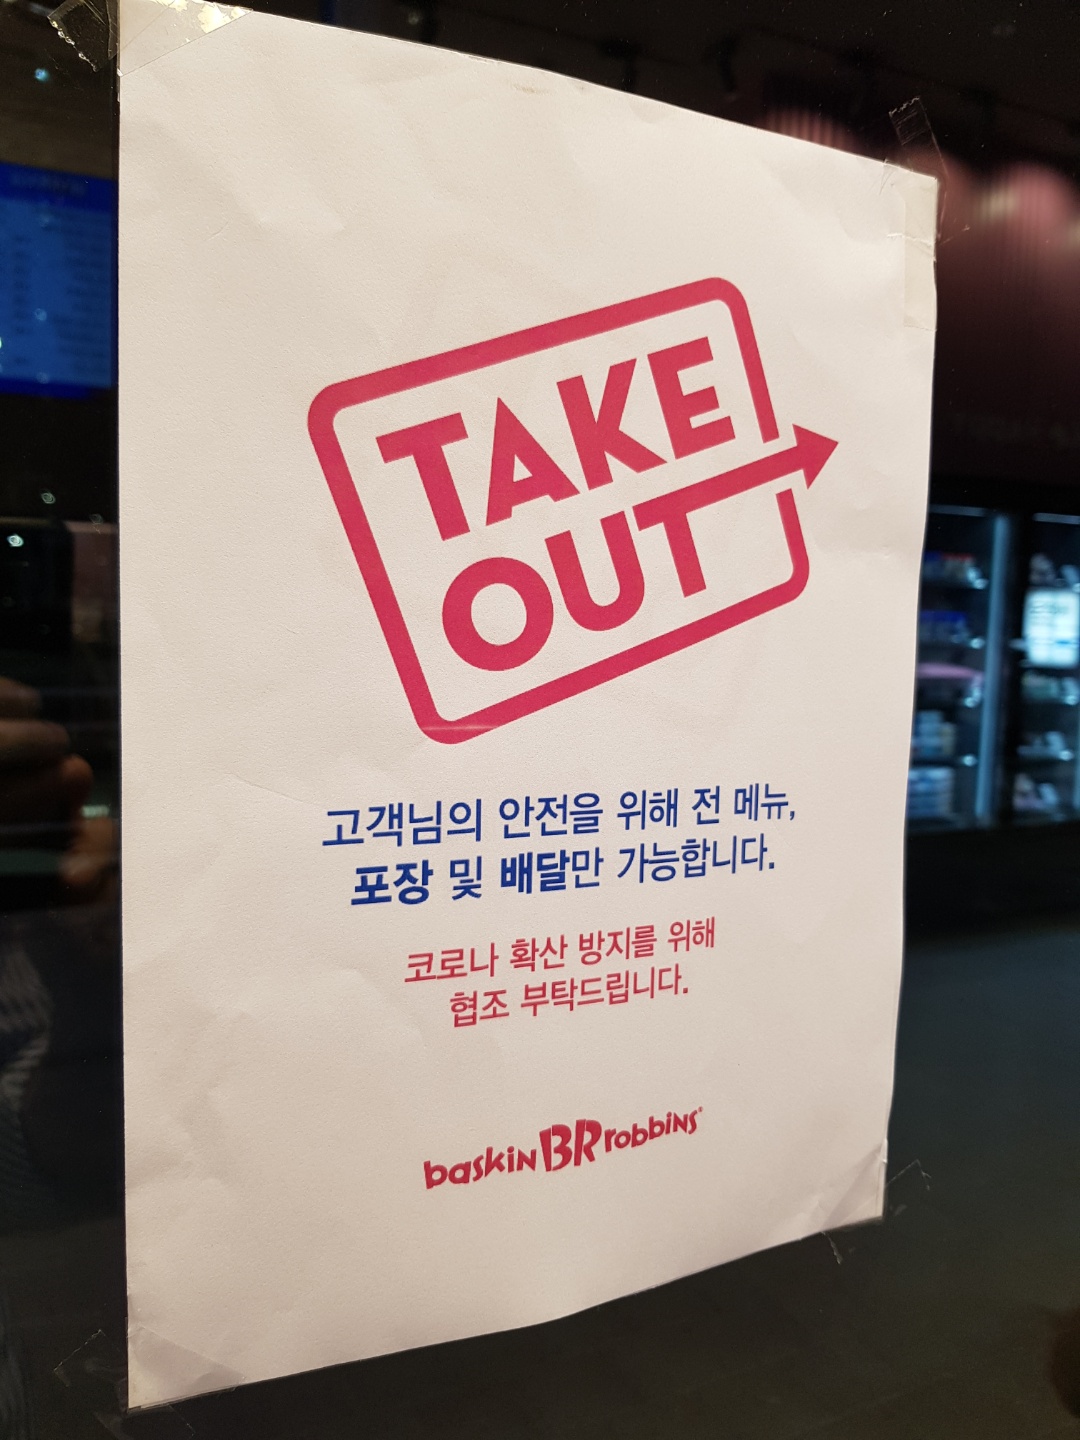 TAKE
OUT
고객님의 안전을 위해 전 메뉴,
포장 및 배달만 가능합니다.
코로나 확산 방지를 위해
협조 부탁드립니다.
baskin BR robbins